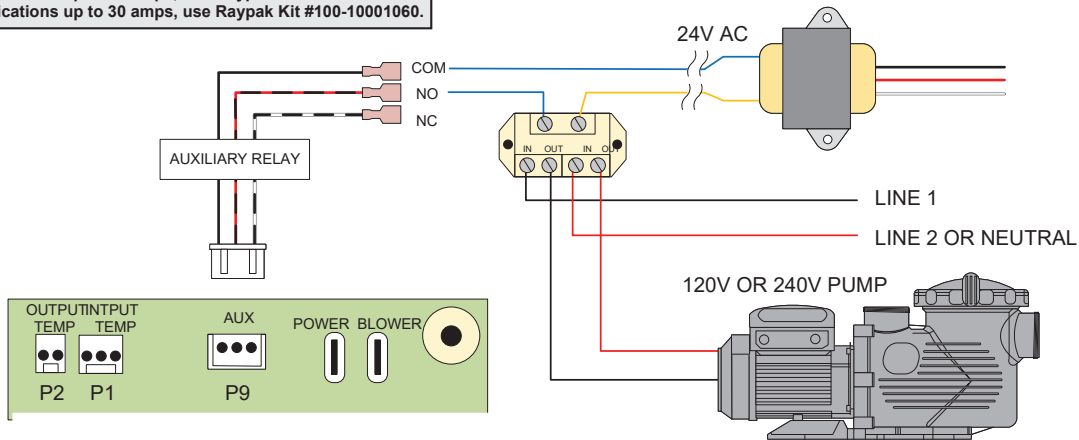 ications up to 30 amps, use Raypak Kit #100-10001060.
24V AC
COM
NO
NC
AUXILIARY RELAY
IN OUT IN OUT
LINE 1
LINE 2 OR NEUTRAL
120V OR 240V PUMP
OUTPUT INTPUT
TEMP TEMP
AUX
POWER BLOWER
P2 P1 P9